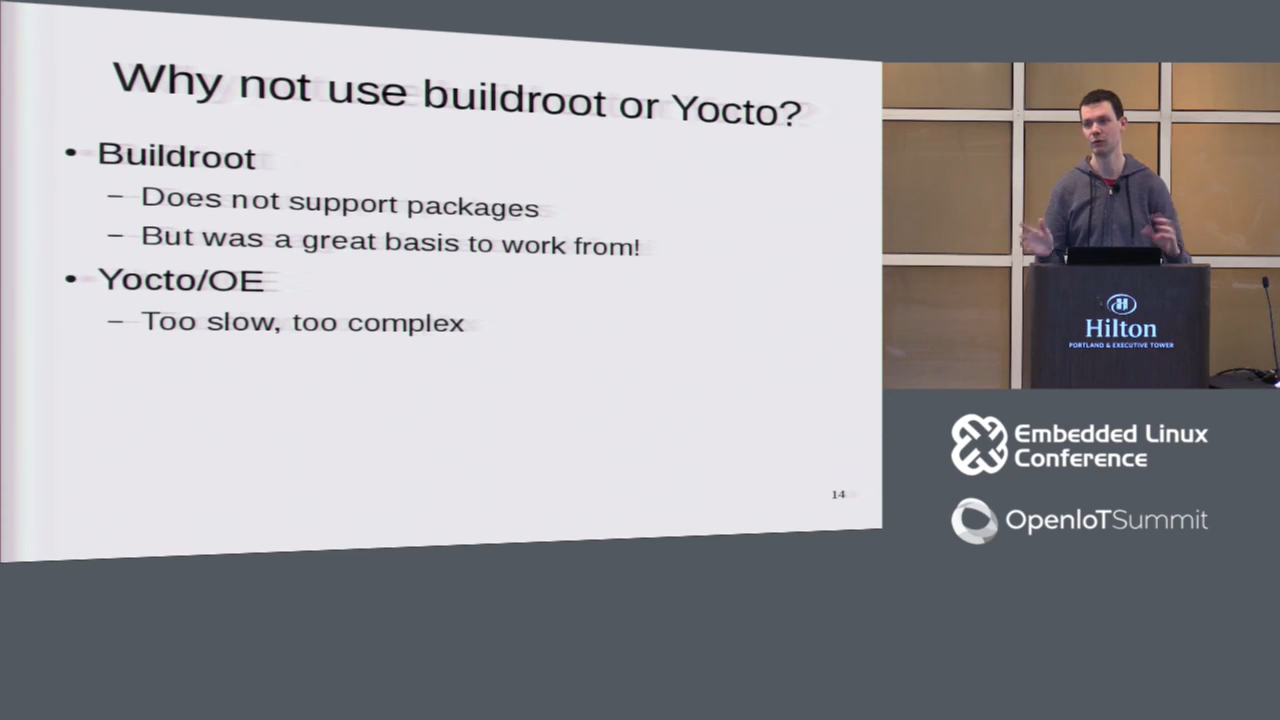 Why not use buildroot or Yocto?
• Buildroot
– Does not support packages
– But was a great basis to work from!
• Yocto/OE
– Too slow, too complex
14
Hilton
PORTLAND & EXECUTIVE TOWER
Embedded Linux
Conference
OpenIoTSummit